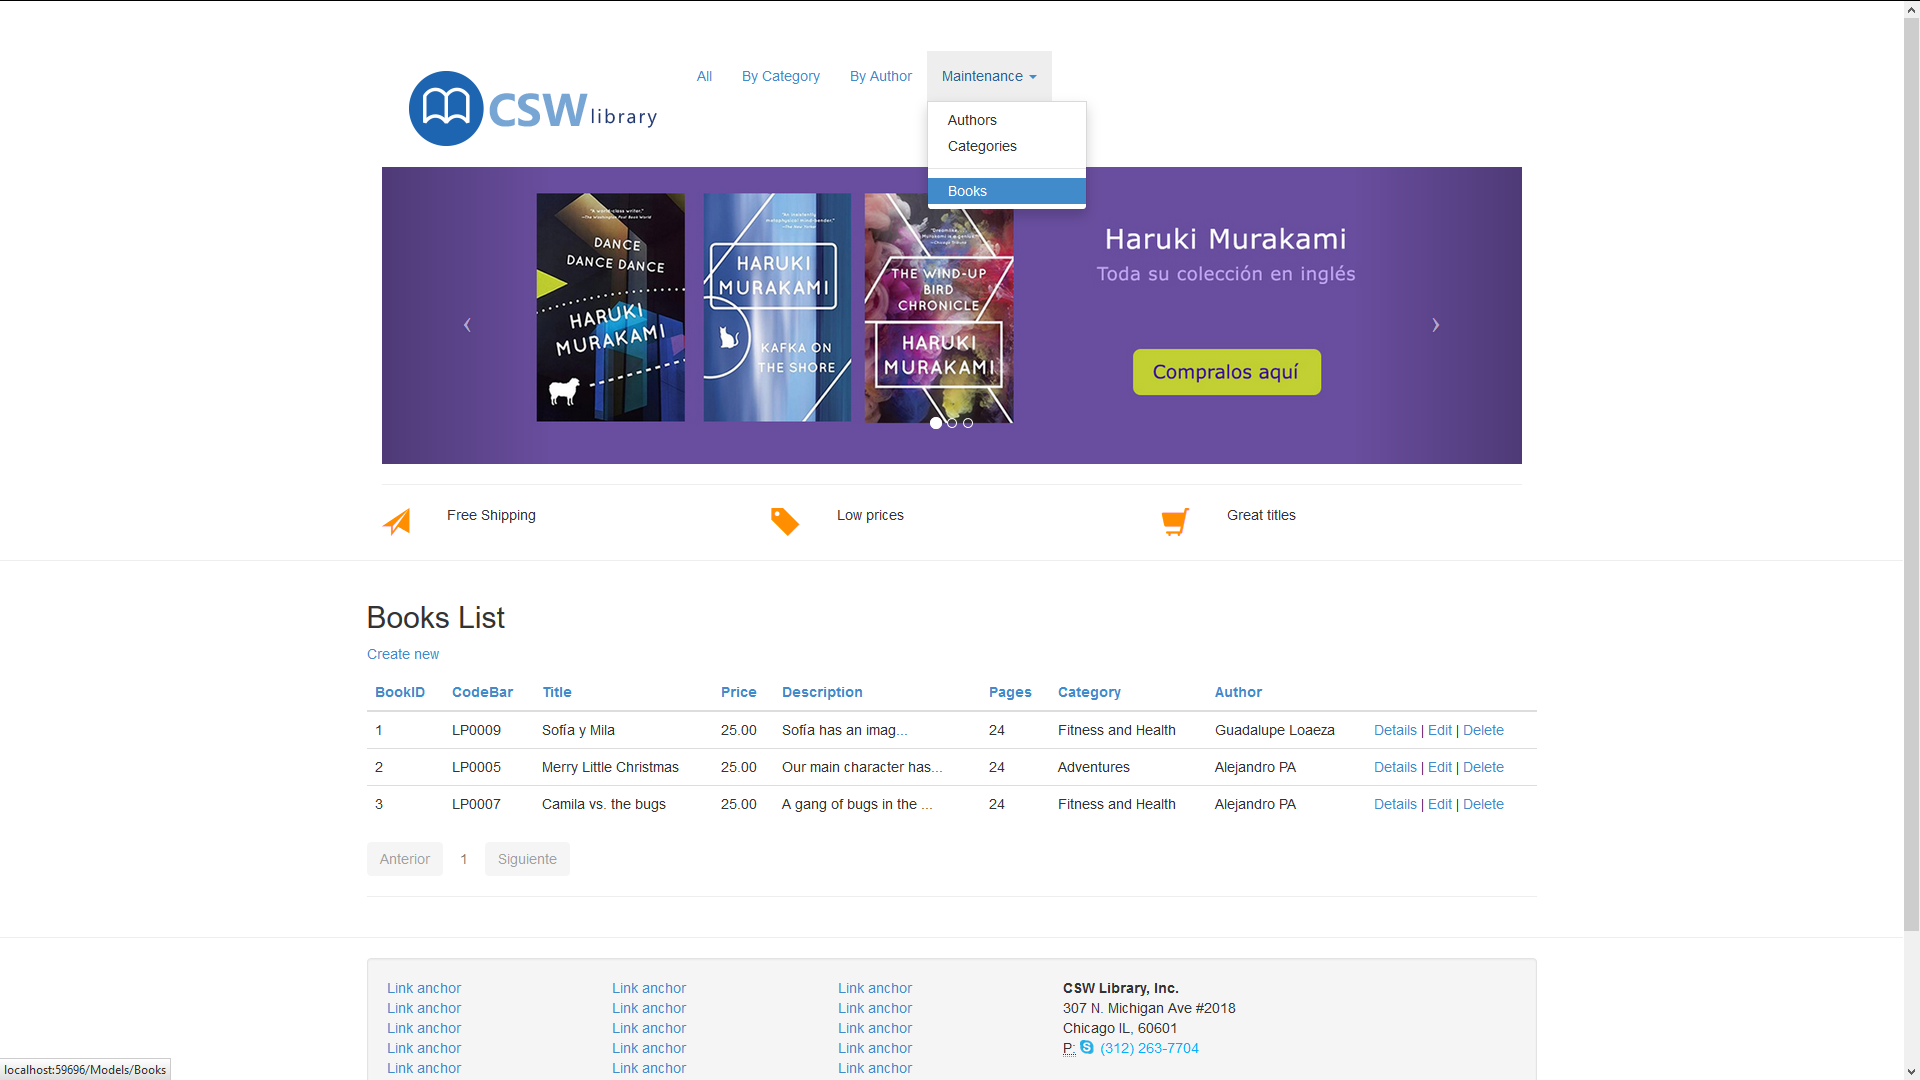 CSW library
All By Category By Author Maintenance
Authors
Categories
Books
"A world-class writer."
DANCE
DANCE DANCE
HARUKI
MURAKAMI
HARUKI
MURAKAMI
KAFKA ON
THE SHORE
THE WIND-UP
BIRD
CHRONICLE
HARUKI
MURAKAMI
Haruki Murakami
Toda su colección en inglés
Compralos aquí
Free Shipping
Low prices
Great titles
Books List
Create new
BookID CodeBar Title Price Description Pages Category Author
1 LP0009 Sofía y Mila 25.00 Sofía has an imag... 24 Fitness and Health Guadalupe Loaeza Details | Edit | Delete
2 LP0005 Merry Little Christmas 25.00 Our main character has... 24 Adventures Alejandro PA Details | Edit | Delete
3 LP0007 Camila vs. the bugs 25.00 A gang of bugs in the ... 24 Fitness and Health Alejandro PA Details | Edit | Delete
Anterior 1 Siguiente
Link anchor Link anchor Link anchor CSW Library, Inc.
Link anchor Link anchor Link anchor 307 N. Michigan Ave #2018
Link anchor Link anchor Link anchor Chicago IL, 60601
Link anchor Link anchor Link anchor P: (312) 263-7704
Link anchor Link anchor Link anchor
localhost:59696/Models/Books